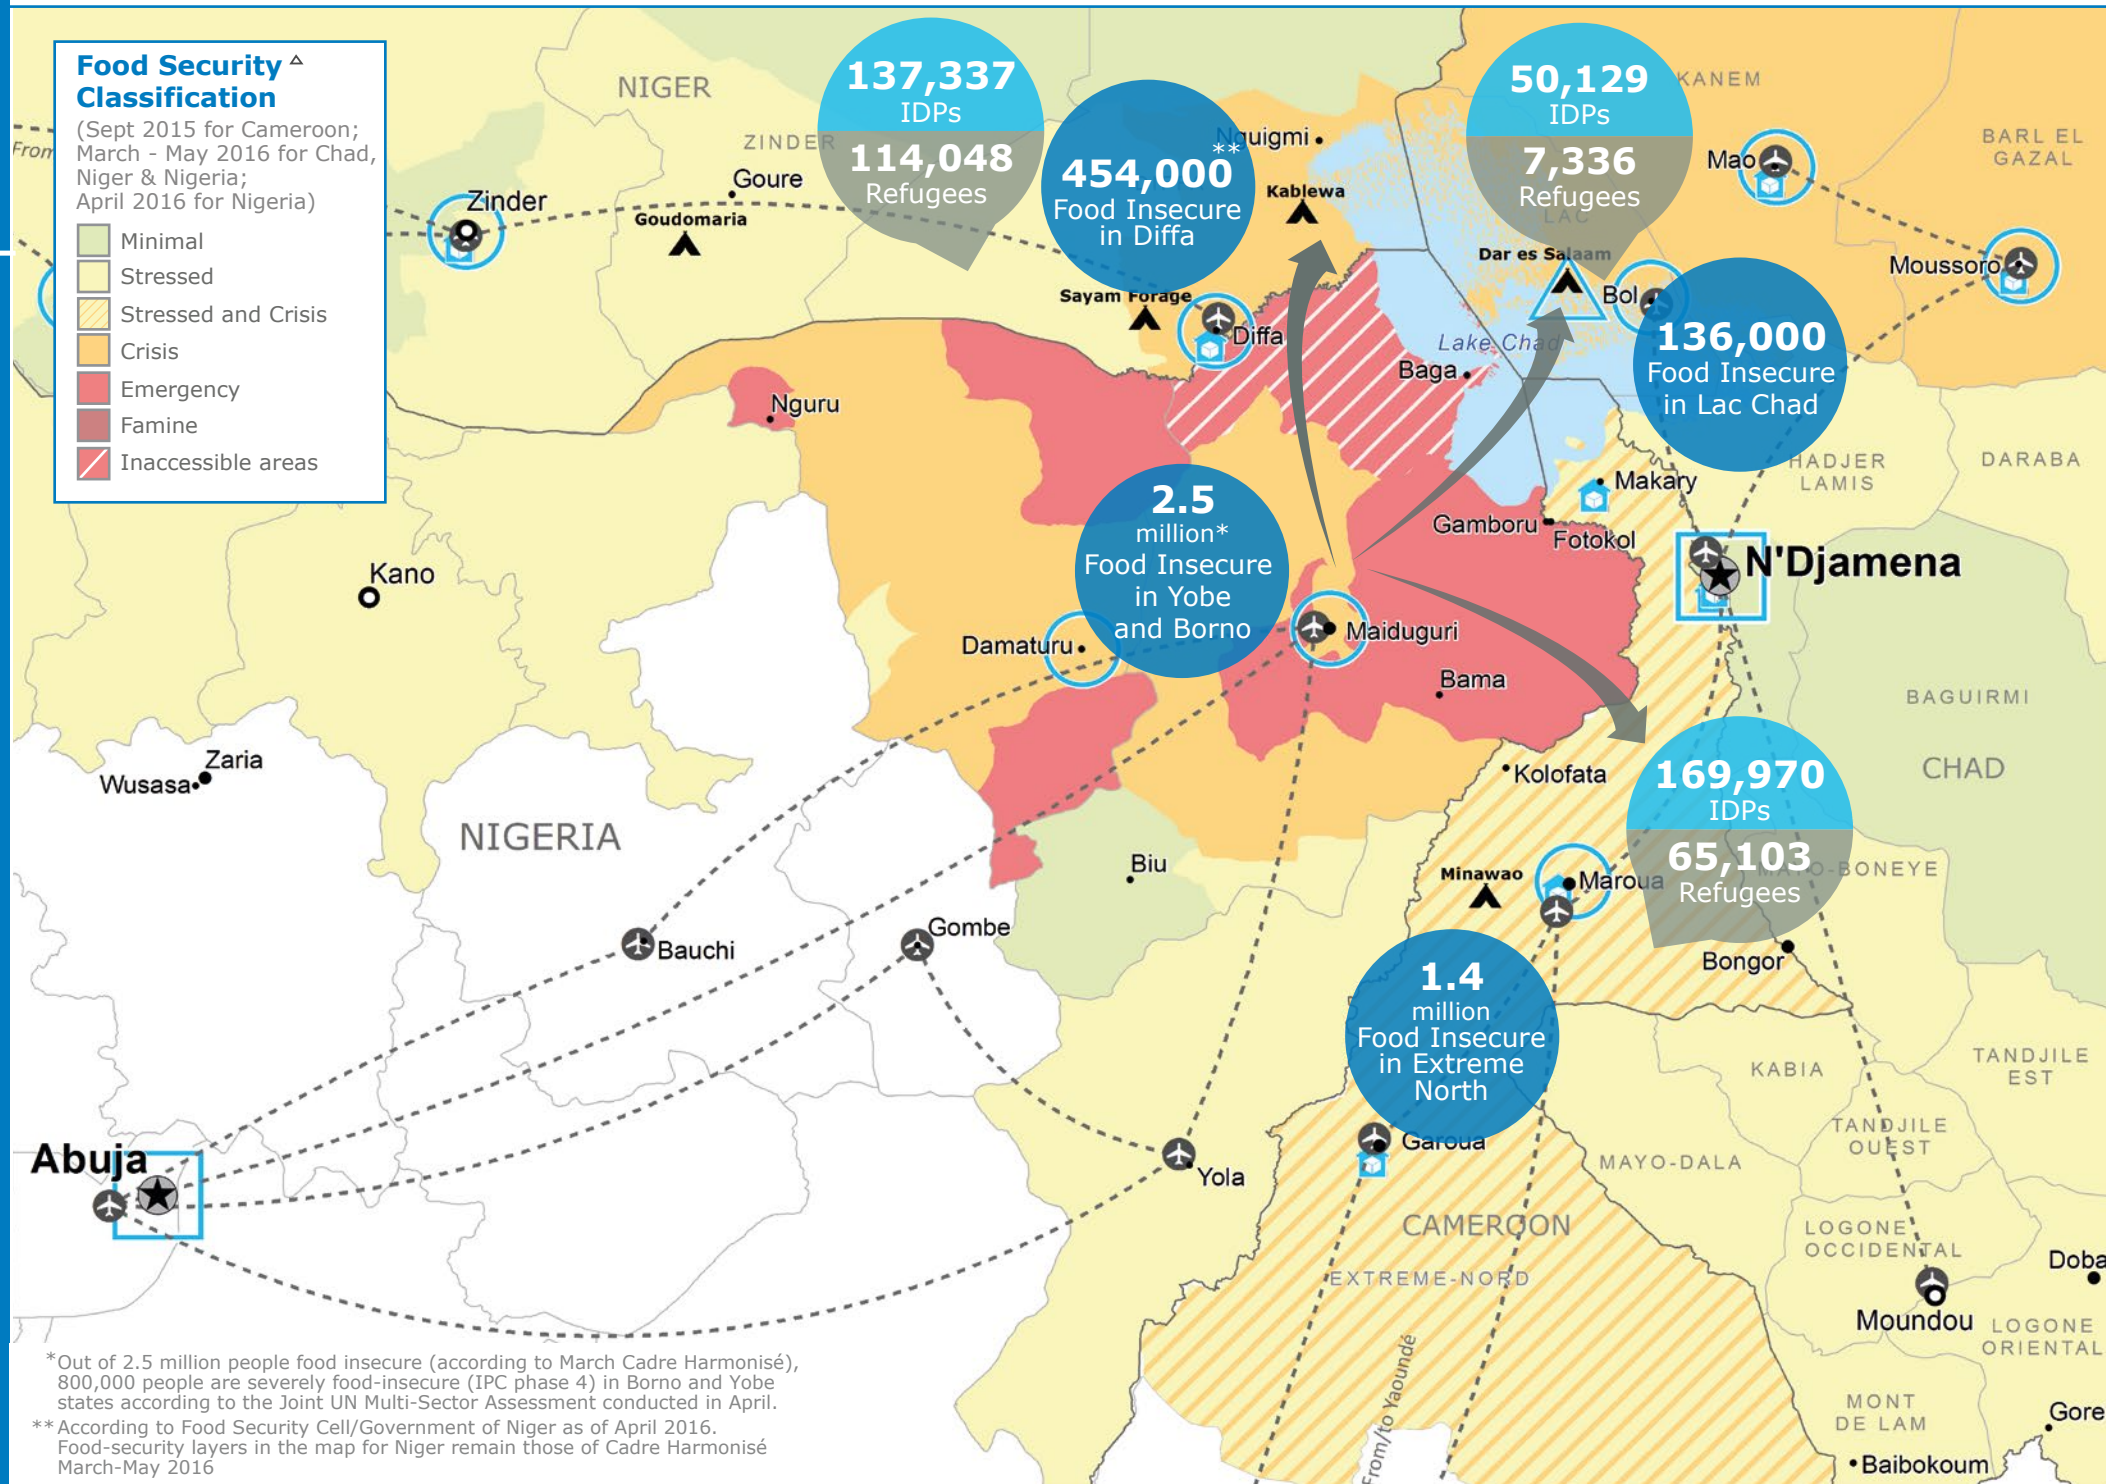 Food Security △
Classification
(Sept 2015 for Cameroon;
March - May 2016 for Chad,
Niger & Nigeria;
April 2016 for Nigeria)
Minimal
Stressed
Stressed and Crisis
Crisis
Emergency
Famine
Inaccessible areas
From
NIGER
ZINDER
Zinder
Goure
Goudomaria
137,337
IDPs
114,048
Refugees
454,000**
Food Insecure
in Diffa
Nguigmi
Kablewa
Sayam Forage
Diffa
50,129
IDPs
7,336
Refugees
LAC
KANEM
Mao
BARL EL
GAZAL
Moussoro
Dar es Salaam
Bol
Lake Chad
Baga
136,000
Food Insecure
in Lac Chad
HADJER
LAMIS
DARABA
Nguru
Makary
Gamboru
Fotokol
N'Djamena
2.5
million*
Food Insecure
in Yobe
and Borno
Kano
Damaturu
Maiduguri
Bama
BAGUIRMI
CHAD
Zaria
Wusasa
Kolofata
169,970
IDPs
65,103
Refugees
MAYO-BONEYE
NIGERIA
Biu
Minawao
Maroua
Bauchi
Gombe
Bongor
1.4
million
Food Insecure
in Extreme
North
KABIA
TANDJILE
EST
TANDJILE
OUEST
MAYO-DALA
Abuja
Garoua
Yola
CAMEROON
EXTREME-NORD
LOGONE
OCCIDENTAL
Doba
Moundou
LOGONE
ORIENTAL
From/to Yaoundé
MONT
DE LAM
Gore
Baibokoum
*Out of 2.5 million people food insecure (according to March Cadre Harmonisé),
800,000 people are severely food-insecure (IPC phase 4) in Borno and Yobe
states according to the Joint UN Multi-Sector Assessment conducted in April.
**According to Food Security Cell/Government of Niger as of April 2016.
Food-security layers in the map for Niger remain those of Cadre Harmonisé
March-May 2016